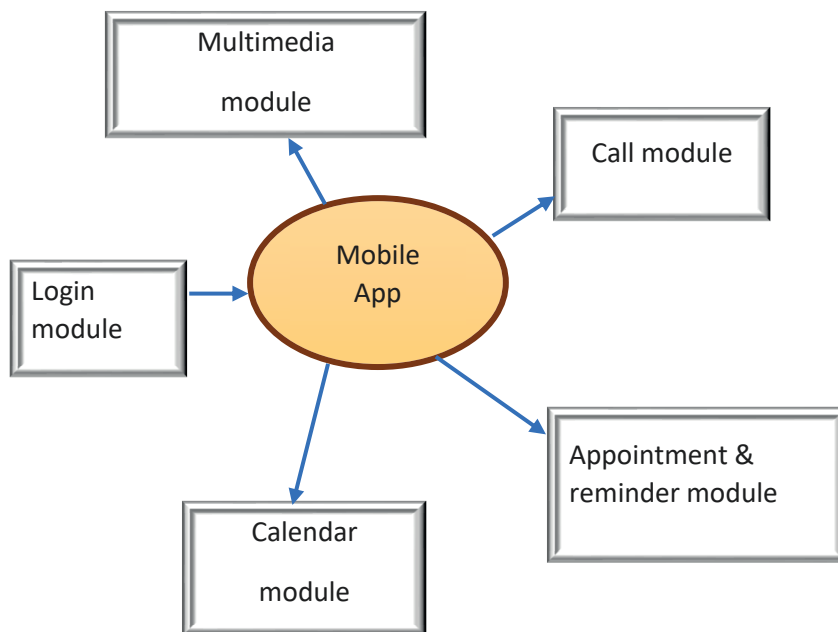 Multimedia
module
Call module
Mobile
App
Login
module
Appointment &
reminder module
Calendar
module